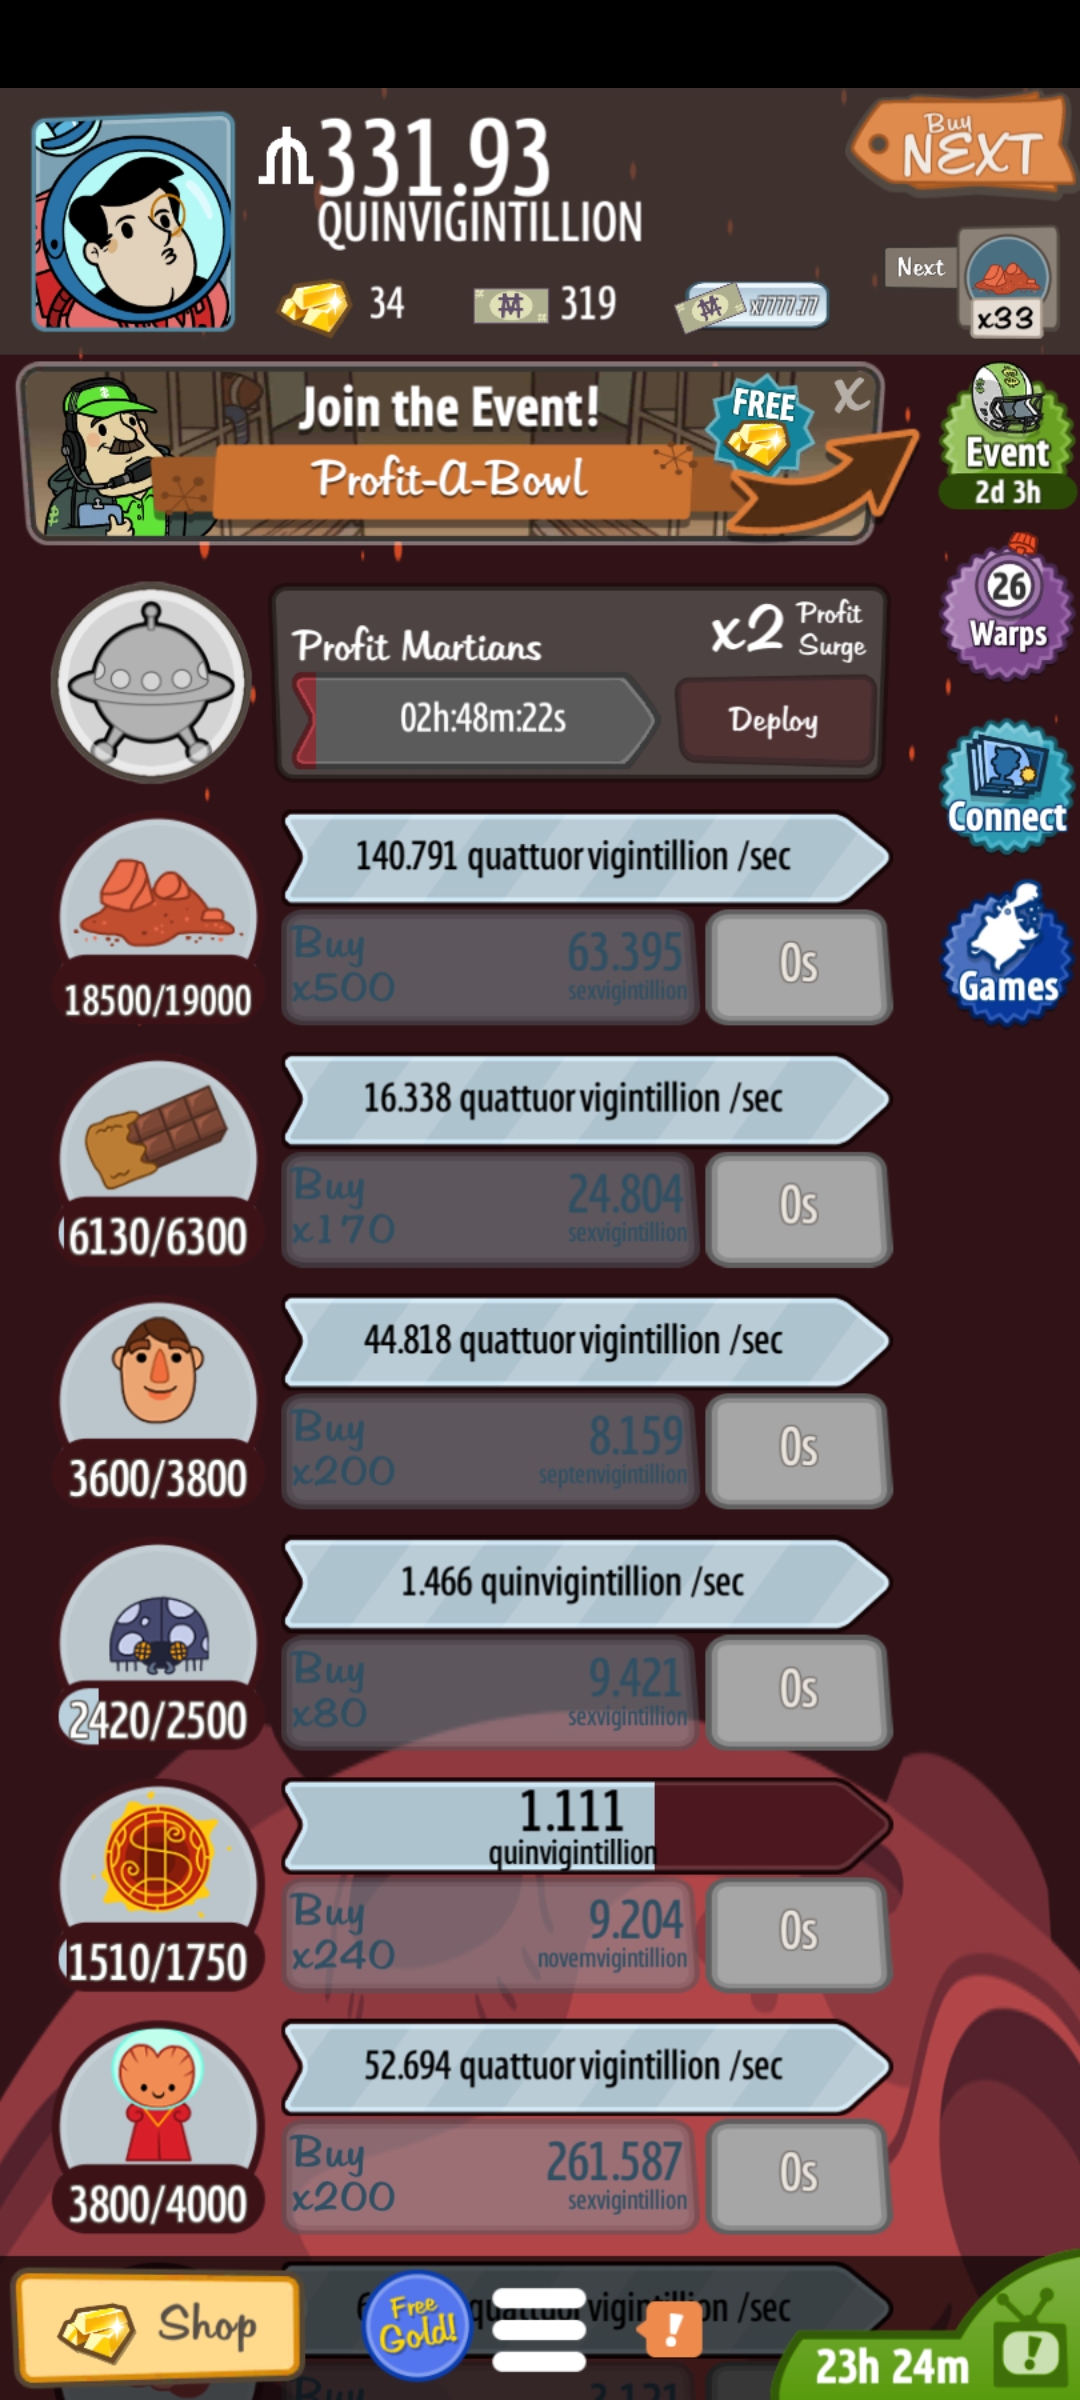 331.93
QUINVIGINTILLION
Buy
NEXT
34
319
x7777.77
Next
x33
Join the Event!
Profit-A-Bowl
FREE
X
Event
2d 3h
26
Warps
Connect
Games
Profit Martians
x2 Profit Surge
02h:48m:22s
Deploy
140.791 quattuorvigintillion /sec
18500/19000
Buy x500
63.395
sexvigintillion
0s
16.338 quattuorvigintillion /sec
6130/6300
Buy x170
24.804
sexvigintillion
0s
44.818 quattuorvigintillion /sec
3600/3800
Buy x200
8.159
septenvigintillion
0s
1.466 quinvigintillion /sec
2420/2500
Buy x80
9.421
sexvigintillion
0s
1.111
quinvigintillion
1510/1750
Buy x240
9.204
novemvigintillion
0s
52.694 quattuorvigintillion /sec
3800/4000
Buy x200
261.587
sexvigintillion
0s
Shop
Free Gold!
!
/sec
23h 24m
!
Buy
3.121